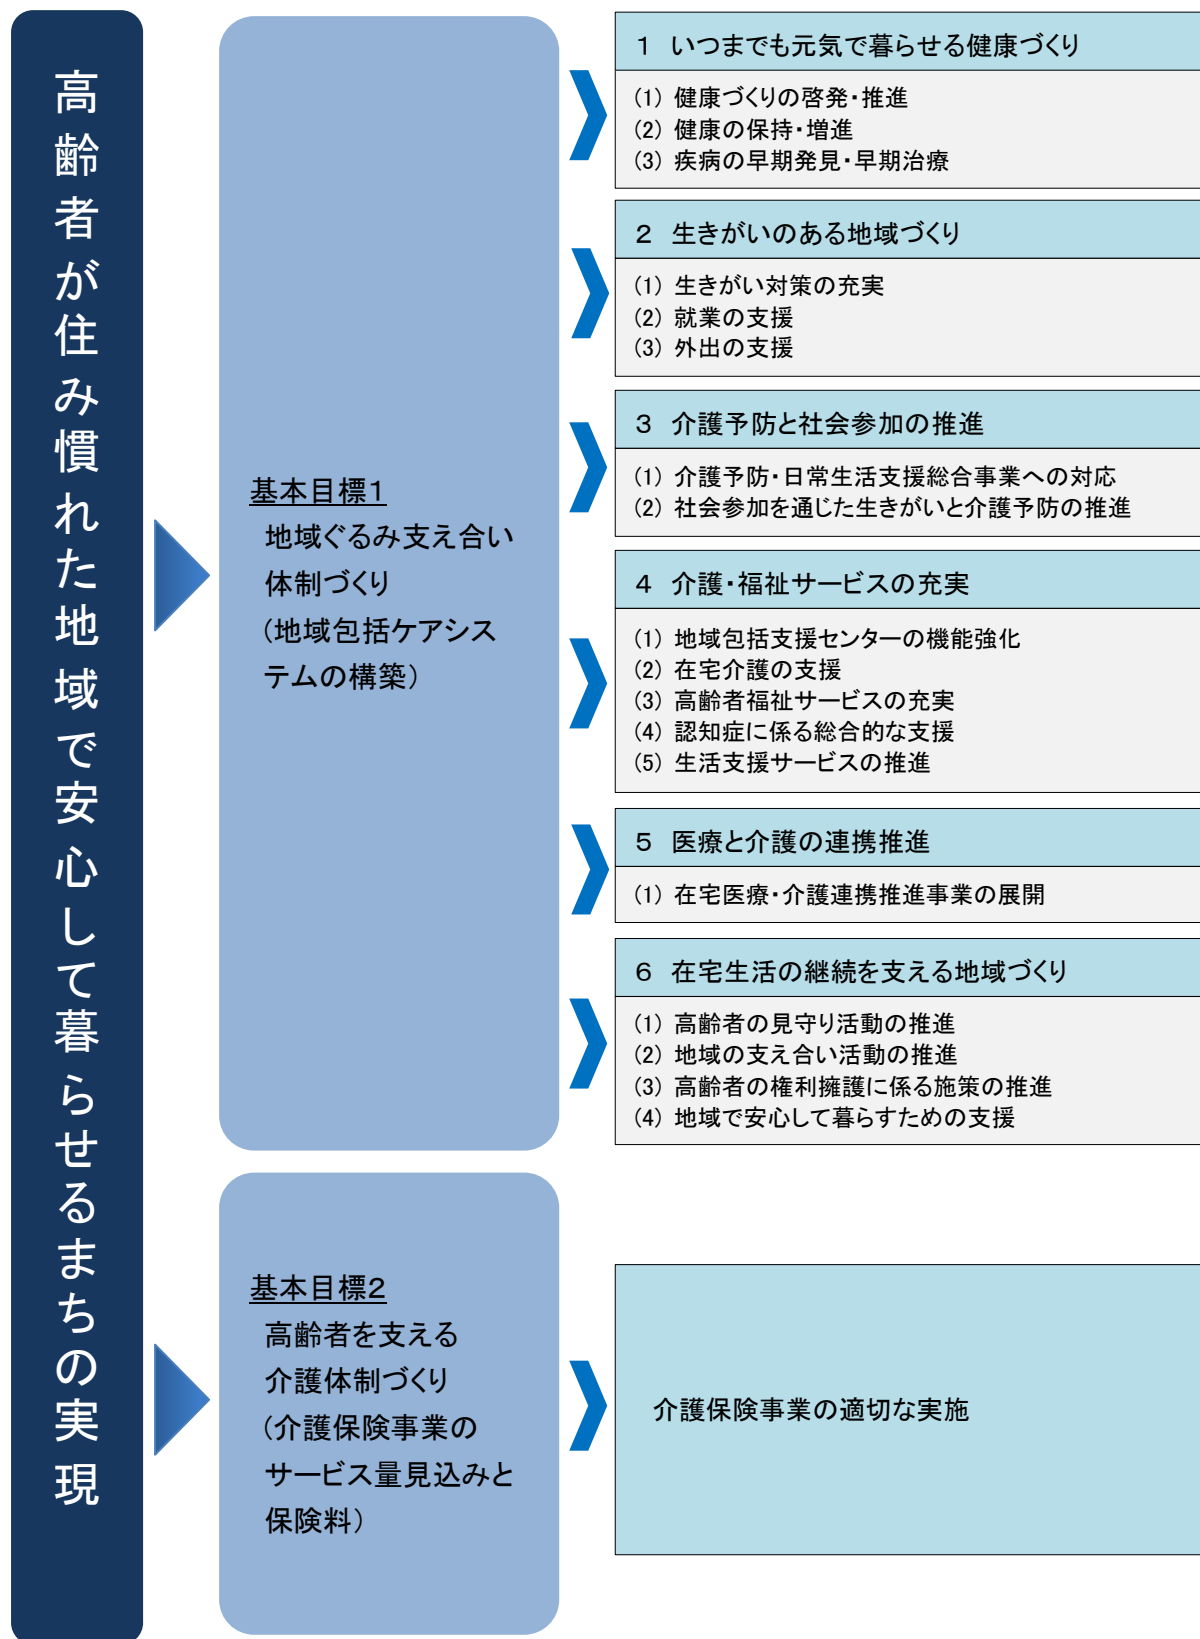 高齢者が住み慣れた地域で安心して暮らせるまちの実現
基本目標1
地域ぐるみ支え合い
体制づくり
(地域包括ケアシス
テムの構築)
1 いつまでも元気で暮らせる健康づくり
(1) 健康づくりの啓発・推進
(2) 健康の保持・増進
(3) 疾病の早期発見・早期治療
2 生きがいのある地域づくり
(1) 生きがい対策の充実
(2) 就業の支援
(3) 外出の支援
3 介護予防と社会参加の推進
(1) 介護予防・日常生活支援総合事業への対応
(2) 社会参加を通じた生きがいと介護予防の推進
4 介護・福祉サービスの充実
(1) 地域包括支援センターの機能強化
(2) 在宅介護の支援
(3) 高齢者福祉サービスの充実
(4) 認知症に係る総合的な支援
(5) 生活支援サービスの推進
5 医療と介護の連携推進
(1) 在宅医療・介護連携推進事業の展開
6 在宅生活の継続を支える地域づくり
(1) 高齢者の見守り活動の推進
(2) 地域の支え合い活動の推進
(3) 高齢者の権利擁護に係る施策の推進
(4) 地域で安心して暮らすための支援
基本目標2
高齢者を支える
介護体制づくり
(介護保険事業の
サービス量見込みと
保険料)
介護保険事業の適切な実施